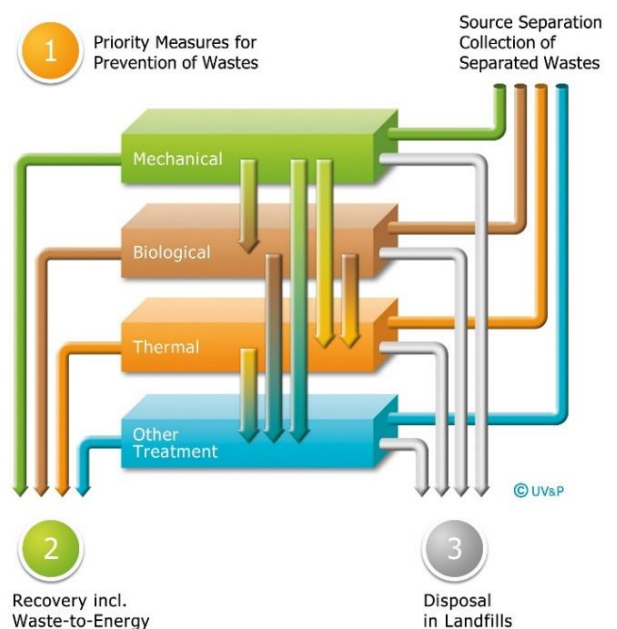 1
Priority Measures for
Prevention of Wastes
Source Separation
Collection of
Separated Wastes
Mechanical
Biological
Thermal
Other
Treatment
© UV&P
2
Recovery incl.
Waste-to-Energy
3
Disposal
in Landfills